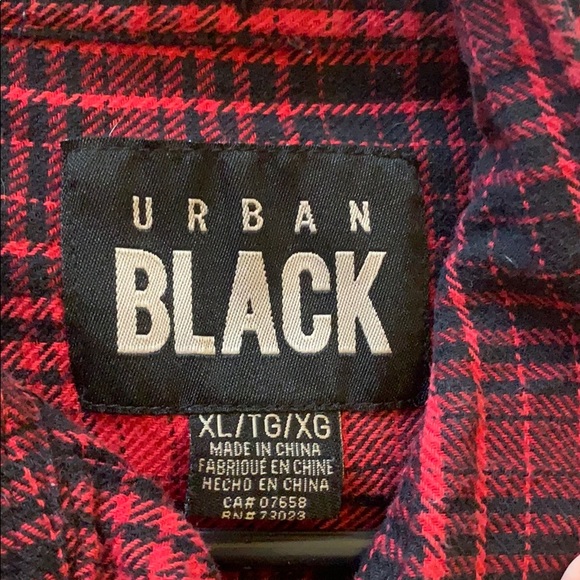 URBAN
BLACK
XL/TG/XG
MADE IN CHINA
FABRIQUÉ EN CHINE
HECHO EN CHINA
CA# 07658
RN# 73023